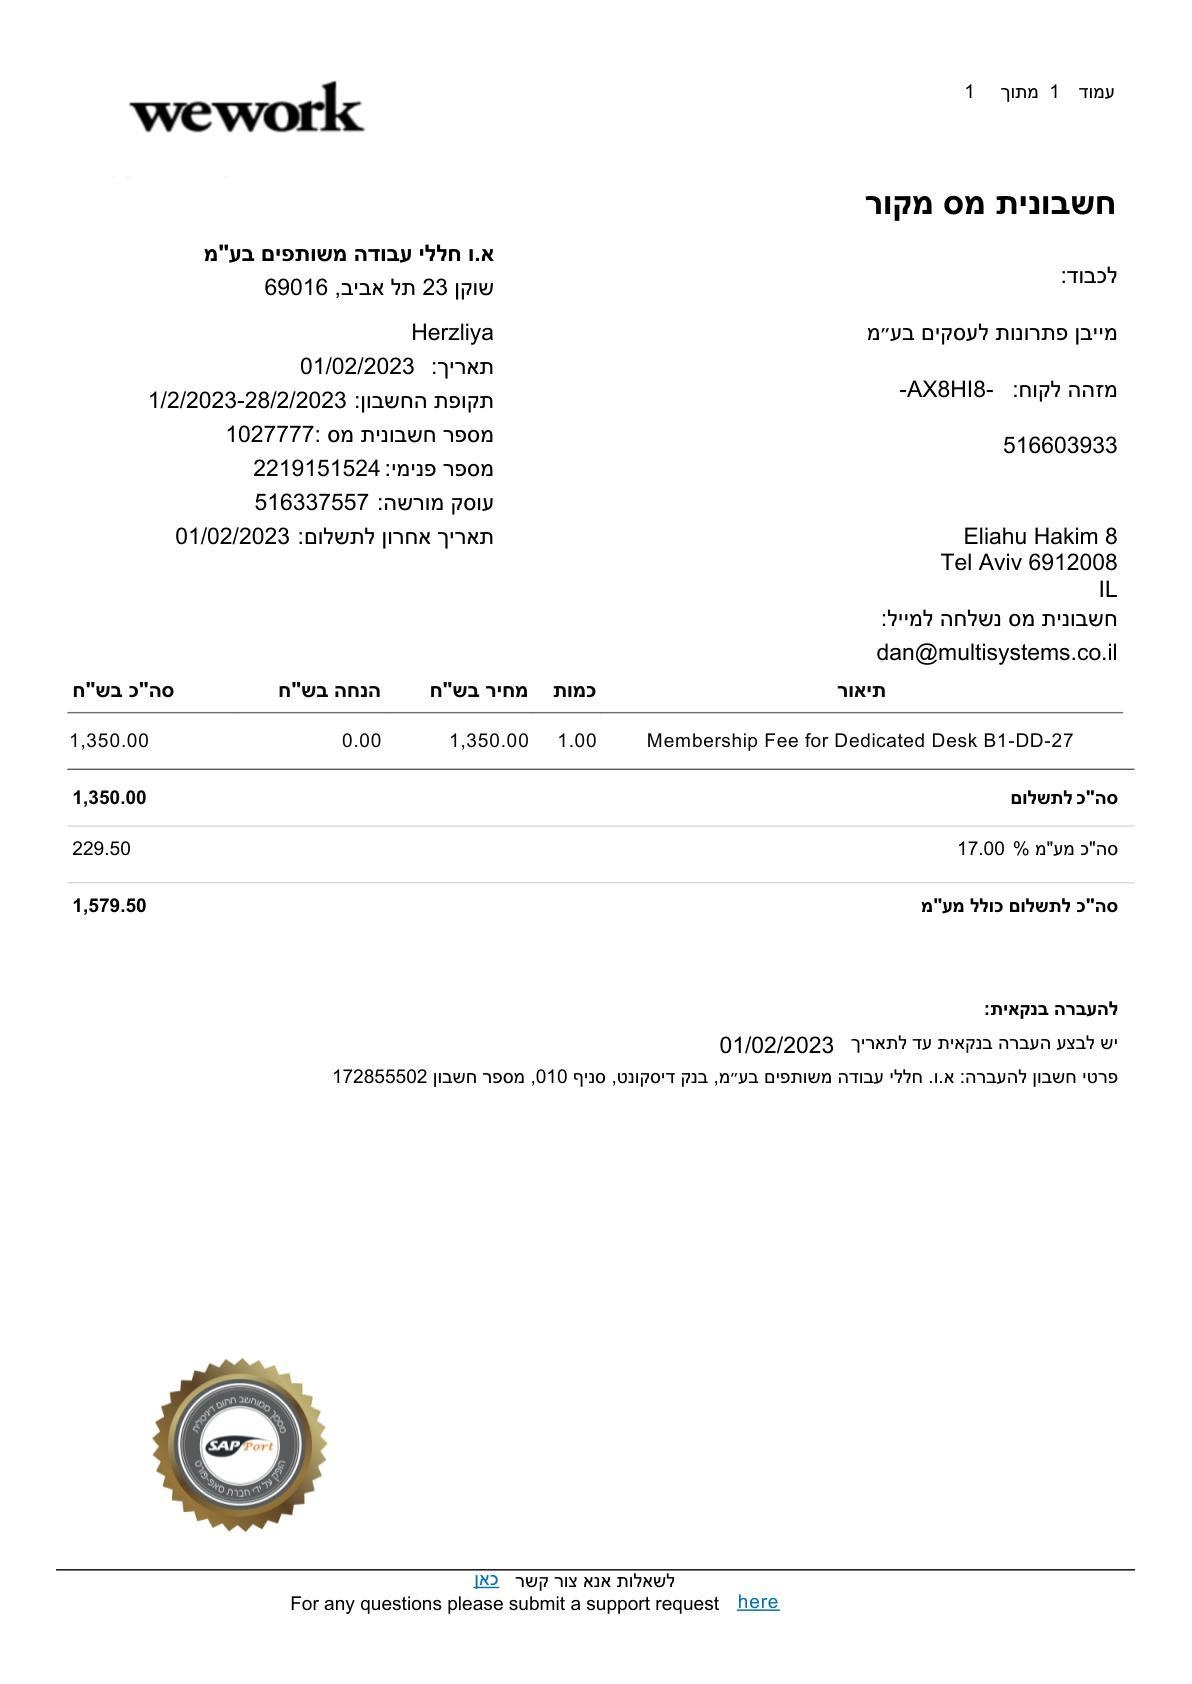 wework
עמוד 1 מתוך 1
חשבונית מס מקור
לכבוד:
מייבן פתרונות לעסקים בע״מ
מזהה לקוח: -AX8HI8-
516603933
Eliahu Hakim 8
Tel Aviv 6912008
IL
חשבונית מס נשלחה למייל:
dan@multisystems.co.il
א.ו חללי עבודה משותפים בע"מ
שוקן 23 תל אביב, 69016
Herzliya
תאריך: 01/02/2023
תקופת החשבון: 1/2/2023-28/2/2023
מספר חשבונית מס :1027777
מספר פנימי: 2219151524
עוסק מורשה: 516337557
תאריך אחרון לתשלום: 01/02/2023
תיאור כמות מחיר בש"ח הנחה בש"ח סה"כ בש"ח
Membership Fee for Dedicated Desk B1-DD-27 1.00 1,350.00 0.00 1,350.00
סה"כ לתשלום 1,350.00
סה"כ מע"מ % 17.00 229.50
סה"כ לתשלום כולל מע"מ 1,579.50
להעברה בנקאית:
יש לבצע העברה בנקאית עד לתאריך 01/02/2023
פרטי חשבון להעברה: א.ו. חללי עבודה משותפים בע״מ, בנק דיסקונט, סניף 010, מספר חשבון 172855502
מסמך ממוחשב חתום דיגיטלית
SAP Port
הופק על ידי חברת סאפ-פורט
לשאלות אנא צור קשר כאן
For any questions please submit a support request here